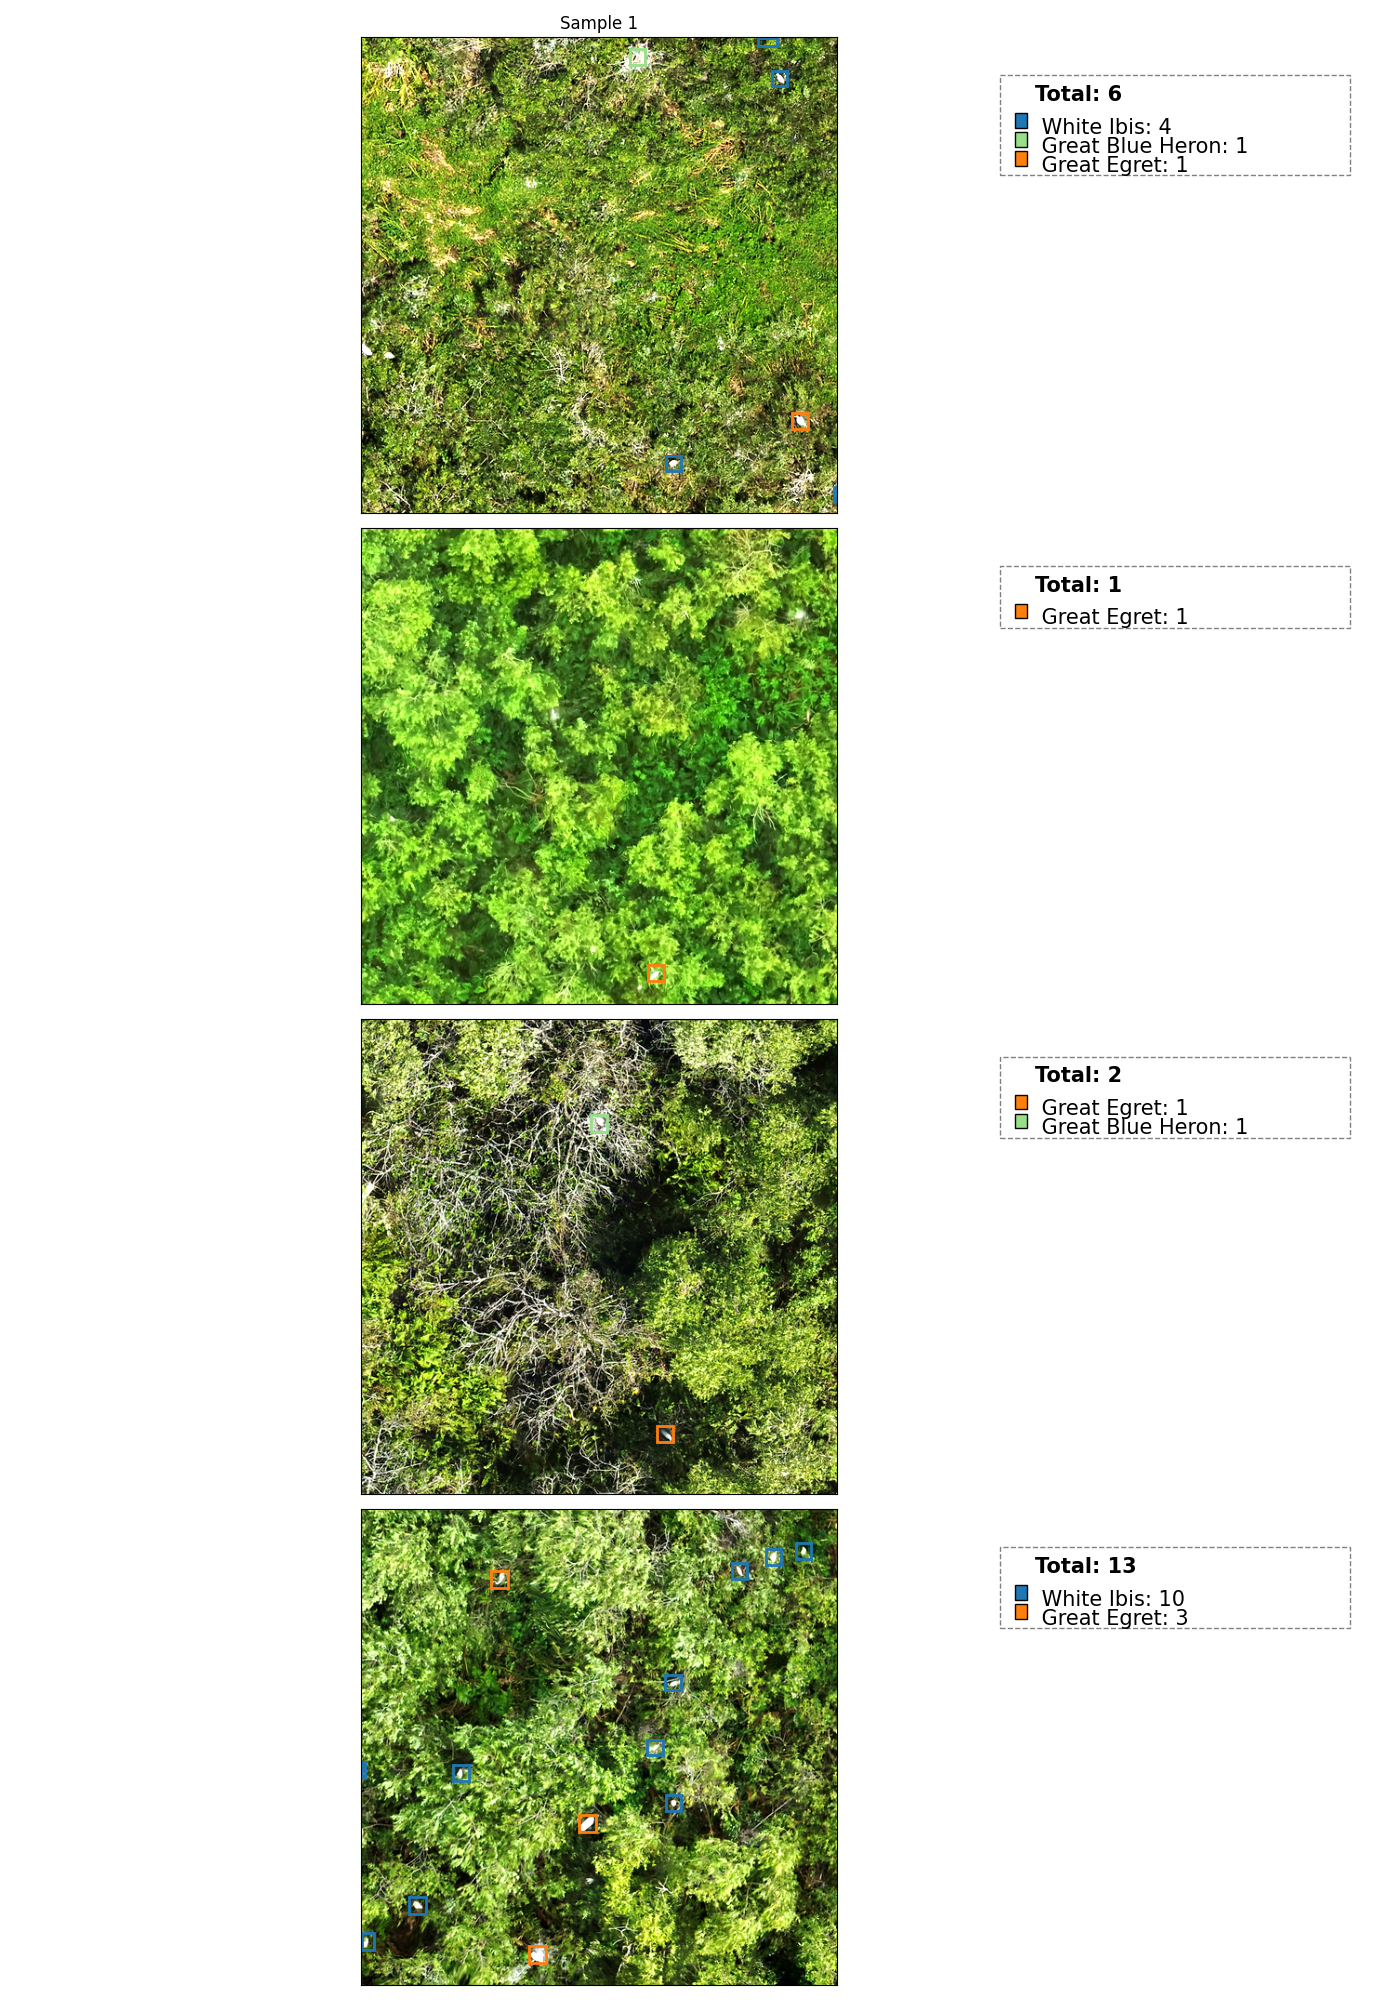 Sample 1
Total: 6
White Ibis: 4
Great Blue Heron: 1
Great Egret: 1
Total: 1
Great Egret: 1
Total: 2
Great Egret: 1
Great Blue Heron: 1
Total: 13
White Ibis: 10
Great Egret: 3